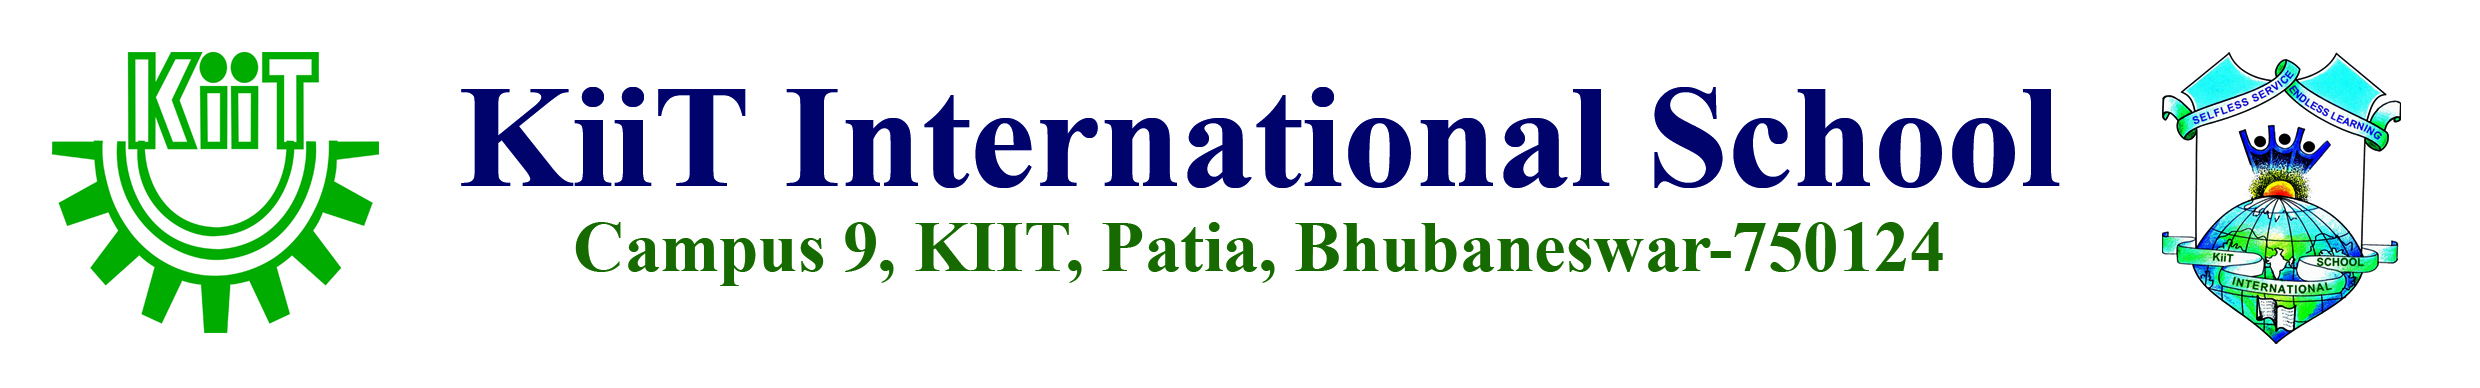 KiiT
KiiT International School
Campus 9, KIIT, Patia, Bhubaneswar-750124
SELFLESS SERVICE
ENDLESS LEARNING
KiiT
INTERNATIONAL
SCHOOL